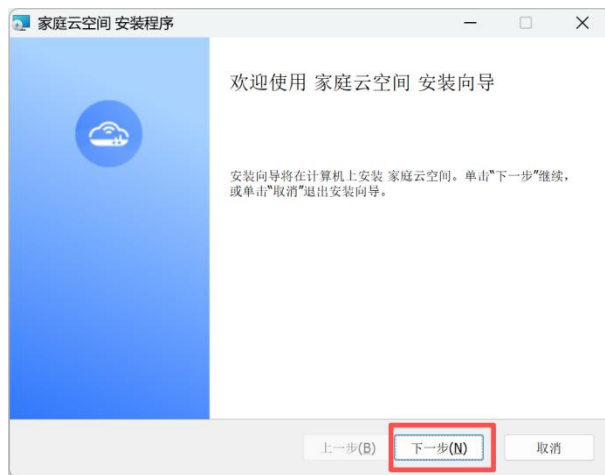 家庭云空间 安装程序
欢迎使用 家庭云空间 安装向导
安装向导将在计算机上安装 家庭云空间。单击"下一步"继续，
或单击"取消"退出安装向导。
上一步(B)
下一步(N)
取消